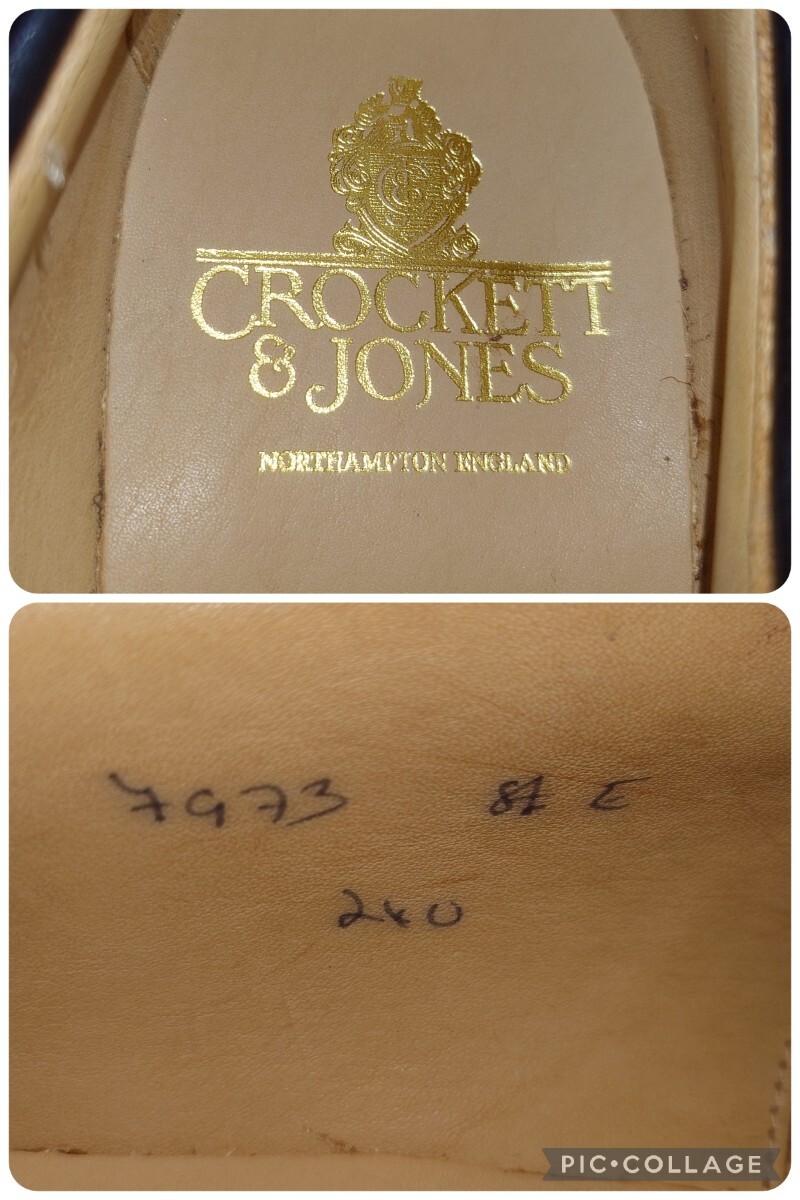 CROCKETT
& JONES
NORTHAMPTON ENGLAND
7973 8½ E
240
PIC•COLLAGE